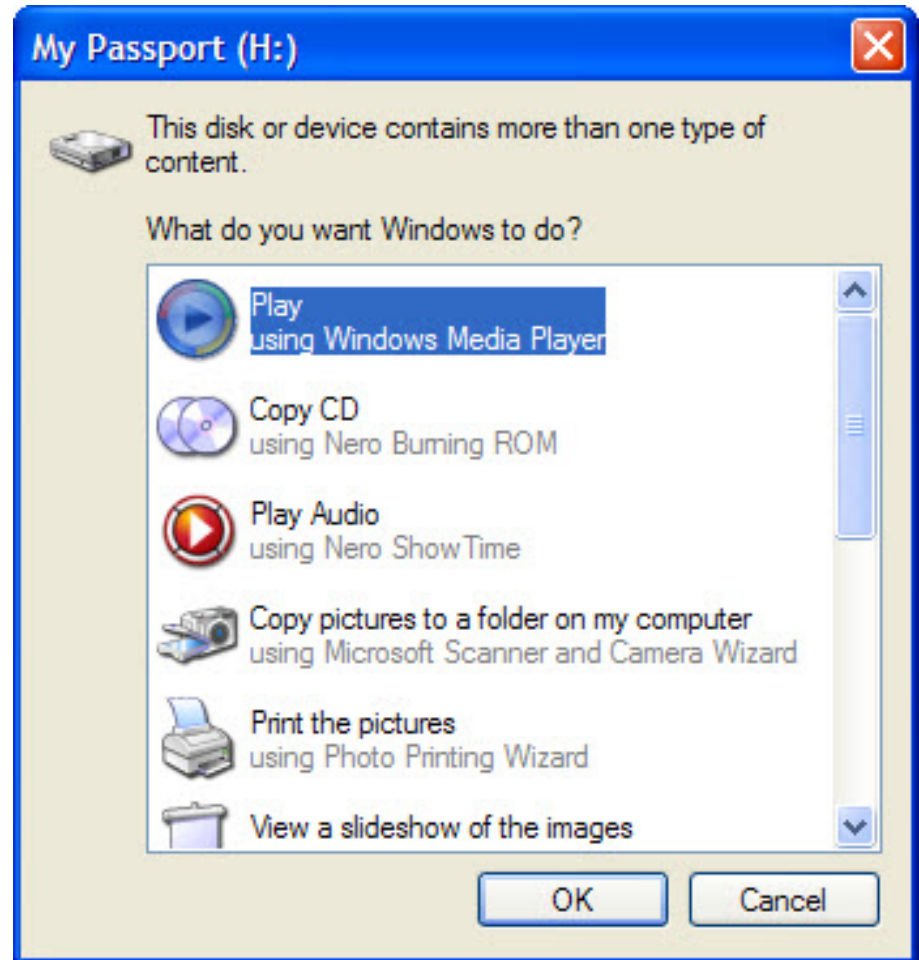 My Passport (H:)
This disk or device contains more than one type of
content.
What do you want Windows to do?
Play
using Windows Media Player
Copy CD
using Nero Burning ROM
Play Audio
using Nero ShowTime
Copy pictures to a folder on my computer
using Microsoft Scanner and Camera Wizard
Print the pictures
using Photo Printing Wizard
View a slideshow of the images
OK
Cancel